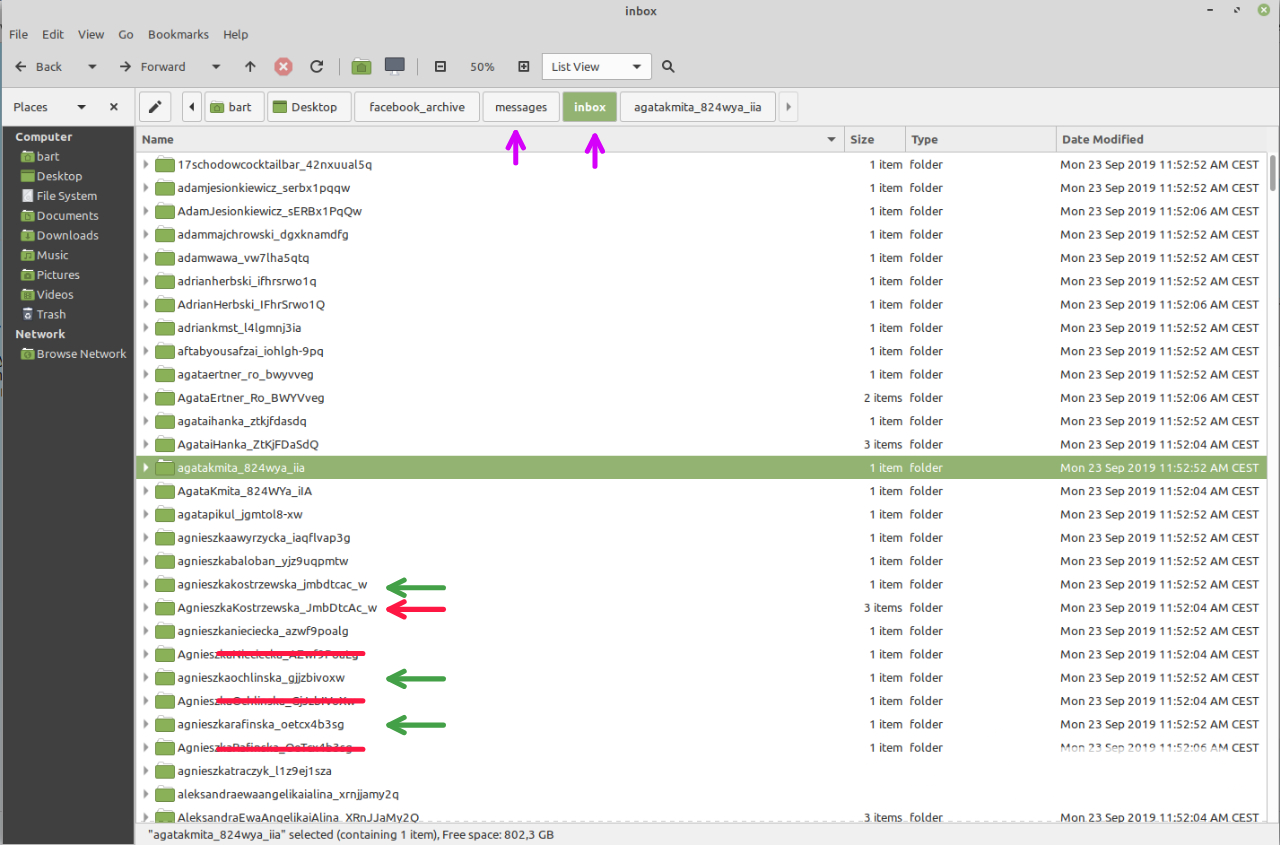 inbox
File Edit View Go Bookmarks Help
Back Forward 50% List View
Places bart Desktop facebook_archive messages inbox agatakmita_824wya_iia
Computer
bart
Desktop
File System
Documents
Downloads
Music
Pictures
Videos
Trash
Network
Browse Network
Name Size Type Date Modified
17schodowcocktailbar_42nxuual5q 1 item folder Mon 23 Sep 2019 11:52:52 AM CEST
adamjesionkiewicz_serbx1pqqw 1 item folder Mon 23 Sep 2019 11:52:52 AM CEST
AdamJesionkiewicz_sERBx1PqQw 1 item folder Mon 23 Sep 2019 11:52:06 AM CEST
adammajchrowski_dgxknamdfg 1 item folder Mon 23 Sep 2019 11:52:52 AM CEST
adamwawa_vw7lha5qtq 1 item folder Mon 23 Sep 2019 11:52:52 AM CEST
adrianherbski_ifhrsrwo1q 1 item folder Mon 23 Sep 2019 11:52:52 AM CEST
AdrianHerbski_IFhrSrwo1Q 1 item folder Mon 23 Sep 2019 11:52:06 AM CEST
adriankmst_l4lgmnj3ia 1 item folder Mon 23 Sep 2019 11:52:52 AM CEST
aftabyousafzai_iohlgh-9pq 1 item folder Mon 23 Sep 2019 11:52:52 AM CEST
agataertner_ro_bwyvveg 1 item folder Mon 23 Sep 2019 11:52:52 AM CEST
AgataErtner_Ro_BWYVveg 2 items folder Mon 23 Sep 2019 11:52:06 AM CEST
agataihanka_ztkjfdasdq 1 item folder Mon 23 Sep 2019 11:52:52 AM CEST
AgataiHanka_ZtKjFDaSdQ 3 items folder Mon 23 Sep 2019 11:52:04 AM CEST
agatakmita_824wya_iia 1 item folder Mon 23 Sep 2019 11:52:52 AM CEST
AgataKmita_824WYa_iIA 1 item folder Mon 23 Sep 2019 11:52:04 AM CEST
agatapikul_jgmtol8-xw 1 item folder Mon 23 Sep 2019 11:52:52 AM CEST
agnieszkaawyrzycka_iaqflvap3g 1 item folder Mon 23 Sep 2019 11:52:52 AM CEST
agnieszkabaloban_yjz9uqpmtw 1 item folder Mon 23 Sep 2019 11:52:52 AM CEST
agnieszkakostrzewska_jmbdtcac_w 1 item folder Mon 23 Sep 2019 11:52:52 AM CEST
AgnieszkaKostrzewska_JmbDtcAc_w 3 items folder Mon 23 Sep 2019 11:52:04 AM CEST
agnieszkanieciecka_azwf9poalg 1 item folder Mon 23 Sep 2019 11:52:52 AM CEST
1 item folder Mon 23 Sep 2019 11:52:04 AM CEST
agnieszkaochlinska_gjjzbivoxw 1 item folder Mon 23 Sep 2019 11:52:52 AM CEST
1 item folder Mon 23 Sep 2019 11:52:04 AM CEST
agnieszkarafinska_oetcx4b3sg 1 item folder Mon 23 Sep 2019 11:52:52 AM CEST
1 item folder Mon 23 Sep 2019 11:52:06 AM CEST
agnieszkatraczyk_l1z9ej1sza
aleksandraewaangelikaialina_xrnjjamy2q
AleksandraEwaAngelikaiAlina_XRnJJaMy2Q 3 items folder Mon 23 Sep 2019 11:52:04 AM CEST
"agatakmita_824wya_iia" selected (containing 1 item), Free space: 802,3 GB